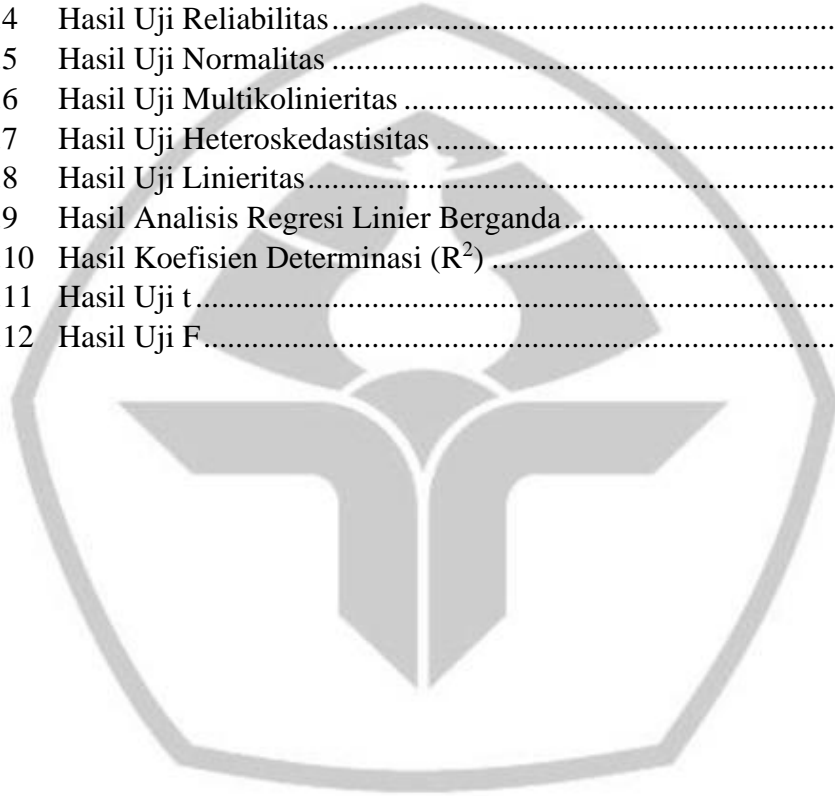 4 Hasil Uji Reliabilitas................................................................
5 Hasil Uji Normalitas ................................................................
6 Hasil Uji Multikolinieritas ......................................................
7 Hasil Uji Heteroskedastisitas ..................................................
8 Hasil Uji Linieritas...................................................................
9 Hasil Analisis Regresi Linier Berganda..................................
10 Hasil Koefisien Determinasi (R²) ...........................................
11 Hasil Uji t.................................................................................
12 Hasil Uji F................................................................................